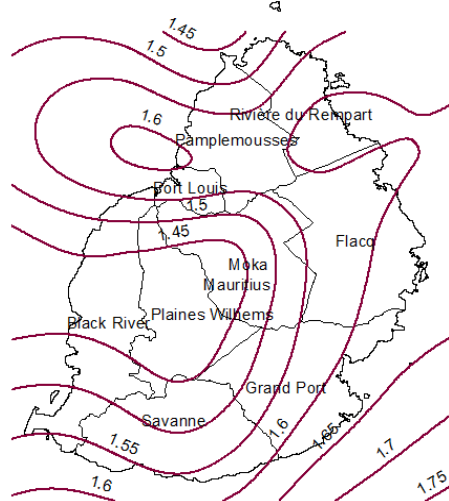 1.45
1.5
1.6
Rivière du Rempart
Pamplemousses
Port Louis
1.5
1.45
Flacq
Moka
Mauritius
Plaines Wilhems
Black River
Grand Port
Savanne
1.6
1.65
1.55
1.7
1.6
1.75